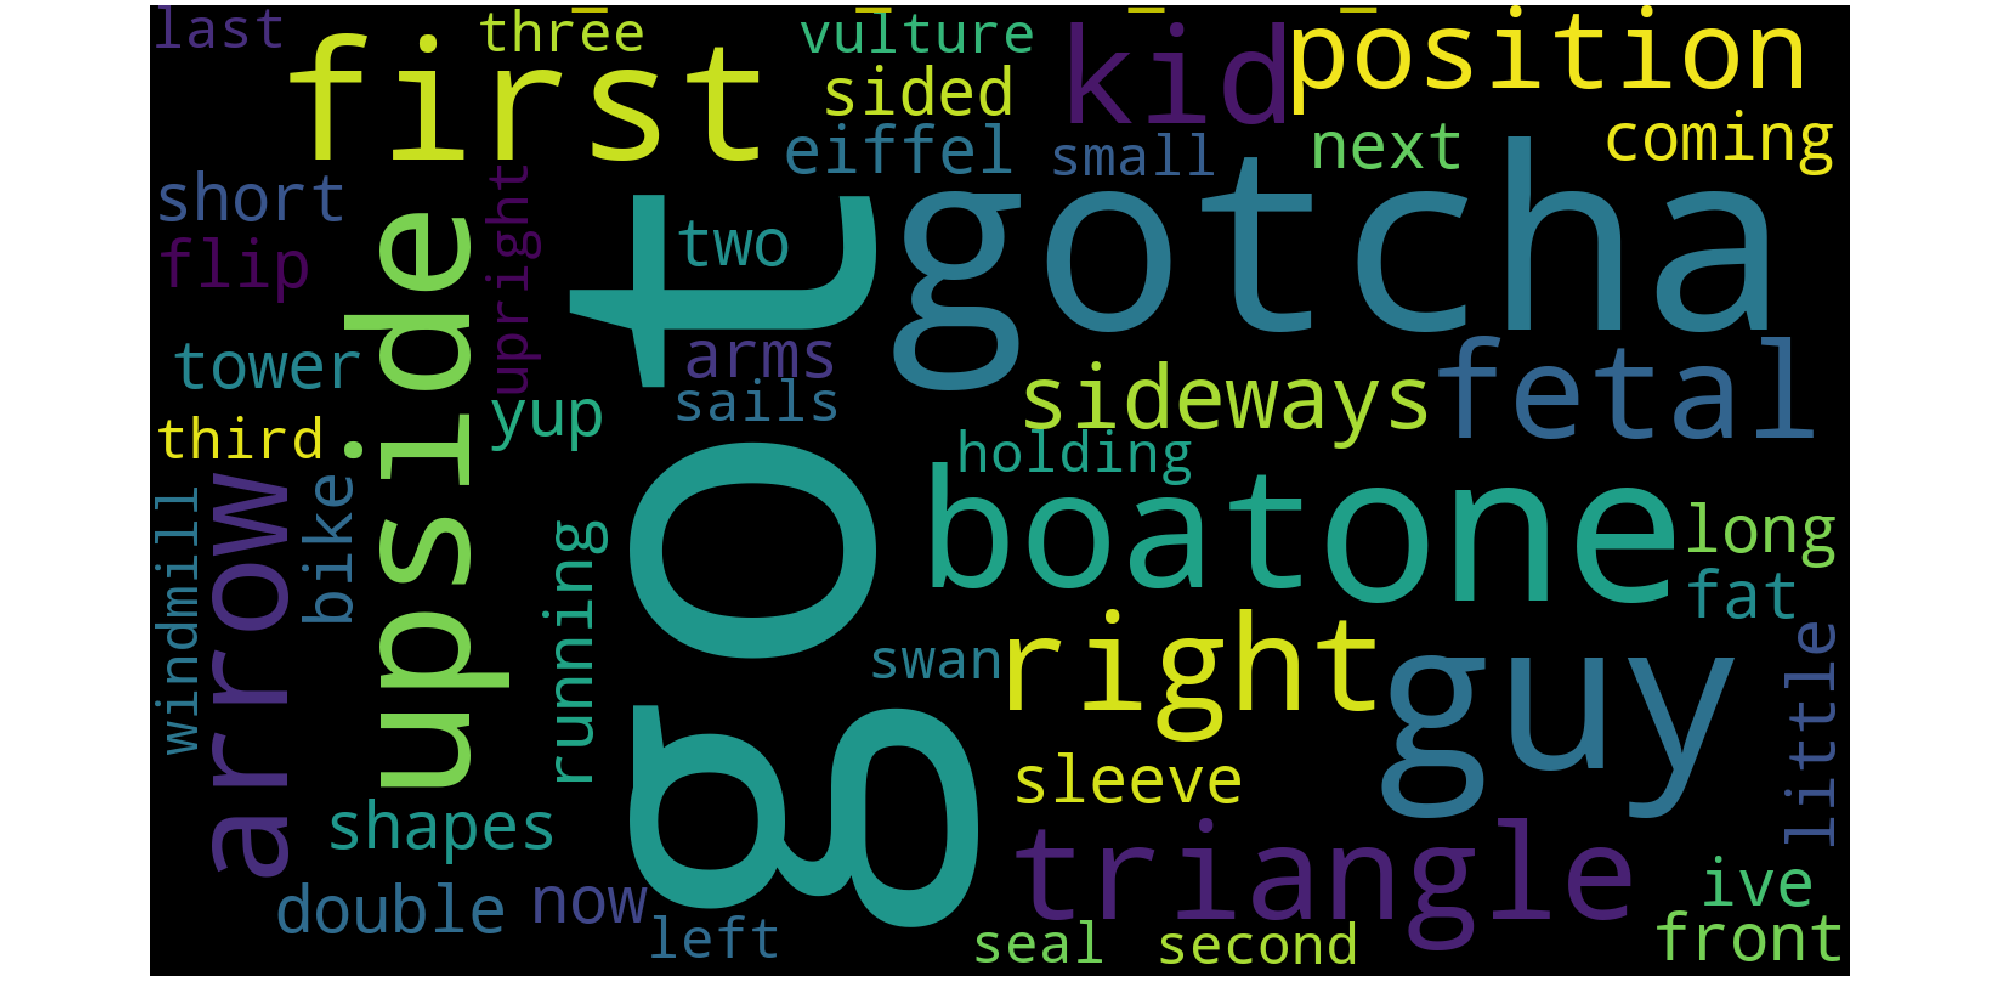 last
three
vulture
kid
position
first
sided
coming
eiffel
small
next
short
upright
two
gotcha
flip
upside
got
tower
arms
sideways
fetal
yup
sails
third
holding
boat
one
long
arrow
bike
windmill
running
fat
swan
right
guy
little
sleeve
shapes
triangle
double
now
left
seal
second
ive
front